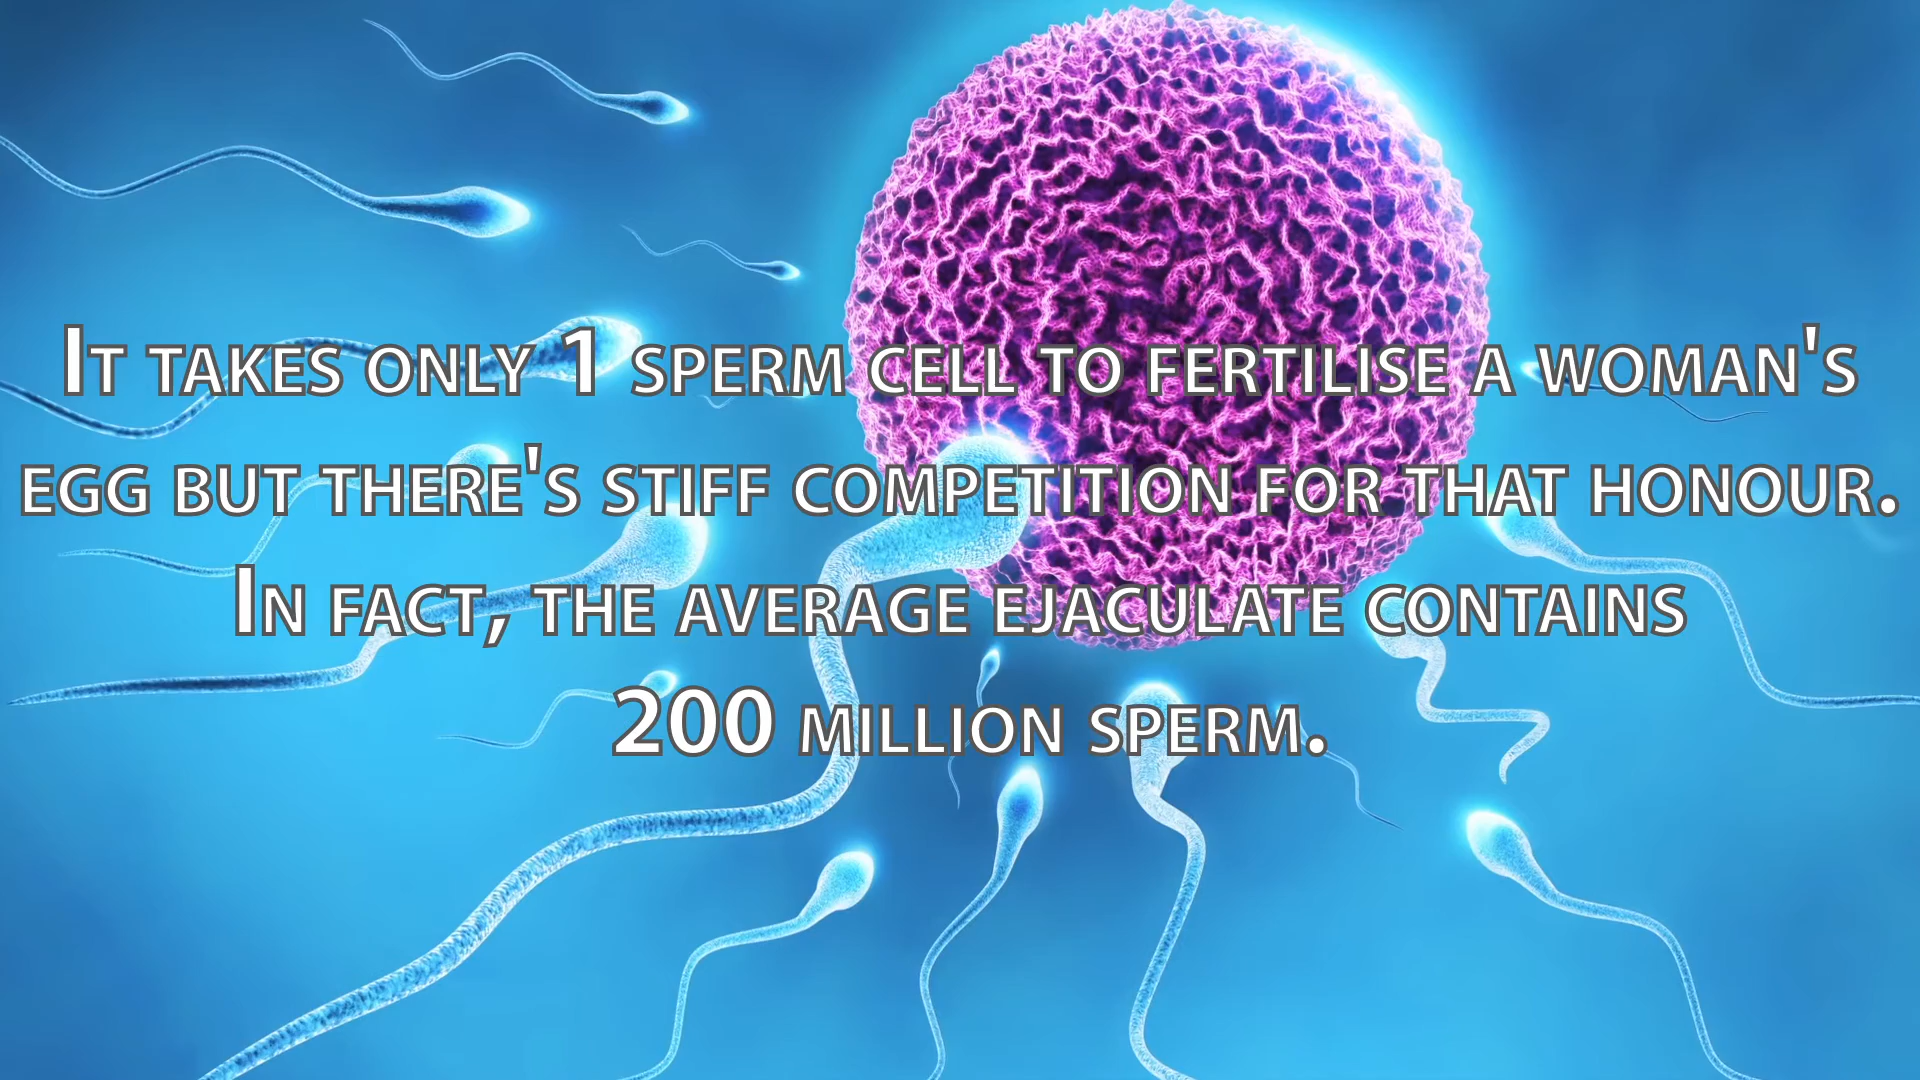 It takes only 1 sperm cell to fertilise a woman's
egg but there's stiff competition for that honour.
In fact, the average ejaculate contains
200 million sperm.